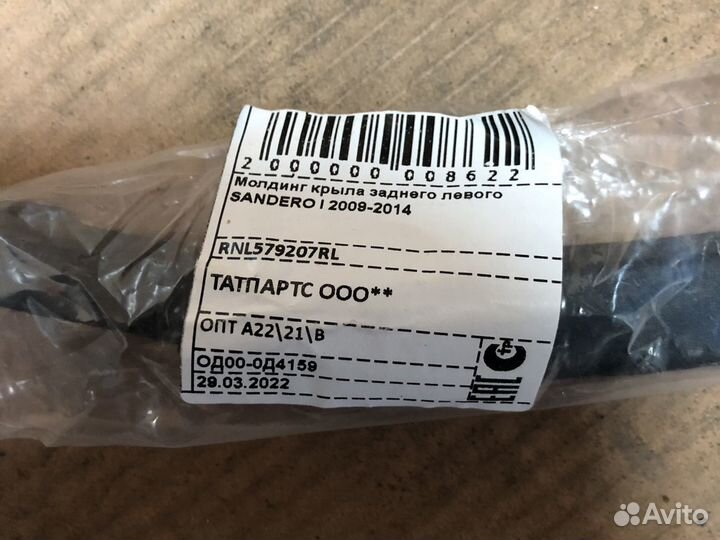 2 000000 008622
Молдинг крыла заднего левого
SANDERO I 2009-2014
RNL579207RL
ТАТПАРТС ООО**
ОПТ А22\21\В
ОД00-0Д4159
29.03.2022
EAC
Avito